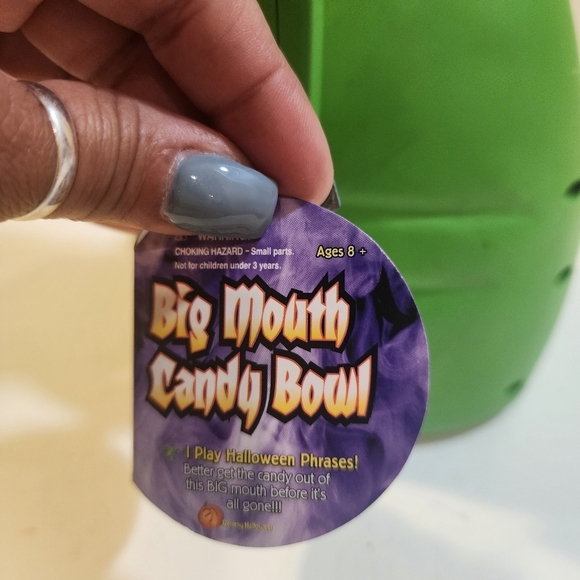 WARNING:
CHOKING HAZARD – Small parts.
Not for children under 3 years.
Ages 8 +
Big Mouth
Candy Bowl
I Play Halloween Phrases!
Better get the candy out of
this BIG mouth before it's
all gone!!!